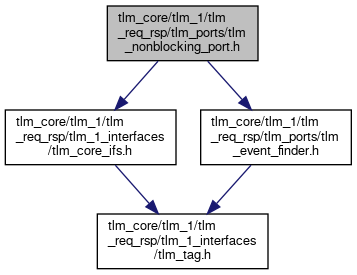 tlm_core/tlm_1/tlm
_req_rsp/tlm_ports/tlm
_nonblocking_port.h
tlm_core/tlm_1/tlm
_req_rsp/tlm_1_interfaces
/tlm_core_ifs.h
tlm_core/tlm_1/tlm
_req_rsp/tlm_ports/tlm
_event_finder.h
tlm_core/tlm_1/tlm
_req_rsp/tlm_1_interfaces
/tlm_tag.h